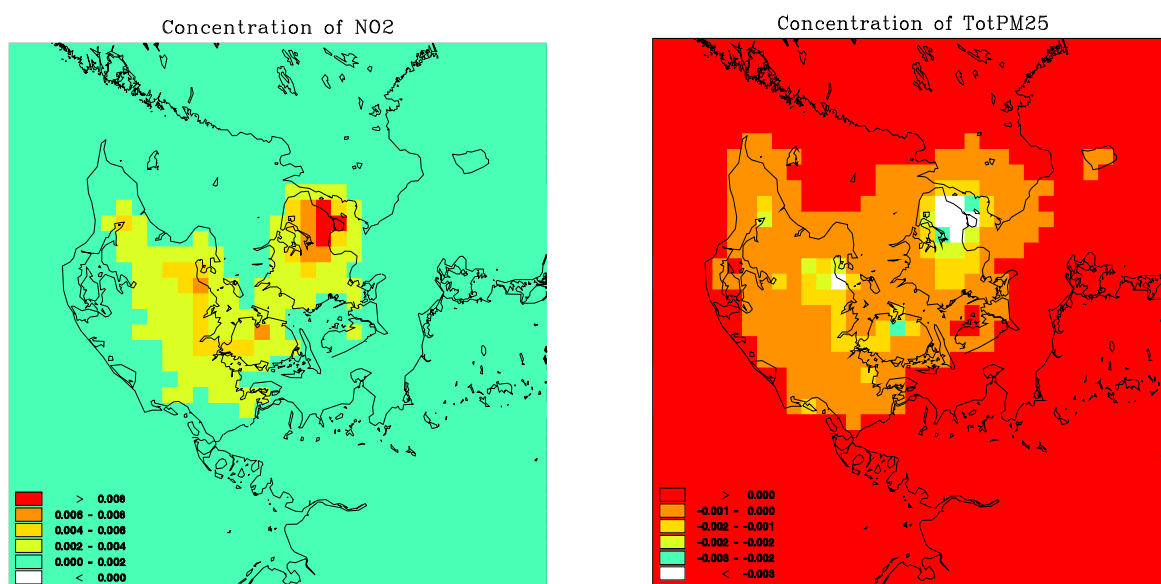 Concentration of NO2
> 0.008
0.006 - 0.008
0.004 - 0.006
0.002 - 0.004
0.000 - 0.002
< 0.000
Concentration of TotPM25
> 0.000
-0.001 - 0.000
-0.002 - -0.001
-0.002 - -0.002
-0.003 - -0.002
< -0.003